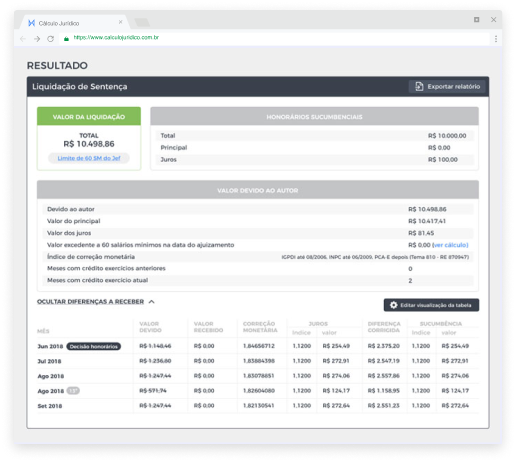 Cálculo Jurídico
https://www.calculojuridico.com.br
RESULTADO
Liquidação de Sentença
Exportar relatório
VALOR DA LIQUIDAÇÃO
TOTAL
R$ 10.498,86
Limite de 60 SM do Jef
HONORÁRIOS SUCUMBENCIAIS
Total R$ 10.000,00
Principal R$ 0,00
Juros R$ 100,00
VALOR DEVIDO AO AUTOR
Devido ao autor R$ 10.498,86
Valor do principal R$ 10.417,41
Valor dos juros R$ 81,45
Valor excedente a 60 salários mínimos na data do ajuizamento R$ 0,00 (ver cálculo)
Índice de correção monetária IGPDI até 08/2006, INPC até 06/2009, PCA-E depois (Tema 810 - RE 870947)
Meses com crédito exercícios anteriores 0
Meses com crédito exercício atual 2
OCULTAR DIFERENÇAS A RECEBER
Editar visualização da tabela
MÊS VALOR DEVIDO VALOR RECEBIDO CORREÇÃO MONETÁRIA JUROS índice valor DIFERENÇA CORRIGIDA SUCUMBÊNCIA índice valor
Jun 2018 Decisão honorários R$ 1.148,46 R$ 0,00 1,84658712 1,1200 R$ 254,49 R$ 2.375,20 1,1200 R$ 254,49
Jul 2018 R$ 1.236,80 R$ 0,00 1,83884398 1,1200 R$ 272,91 R$ 2.547,19 1,1200 R$ 272,91
Ago 2018 R$ 1.247,44 R$ 0,00 1,83078851 1,1200 R$ 274,06 R$ 2.557,86 1,1200 R$ 274,06
Ago 2018 13º R$ 571,74 R$ 0,00 1,82604080 1,1200 R$ 124,17 R$ 1.158,95 1,1200 R$ 124,17
Set 2018 R$ 1.247,44 R$ 0,00 1,82130541 1,1200 R$ 272,64 R$ 2.551,23 1,1200 R$ 272,64